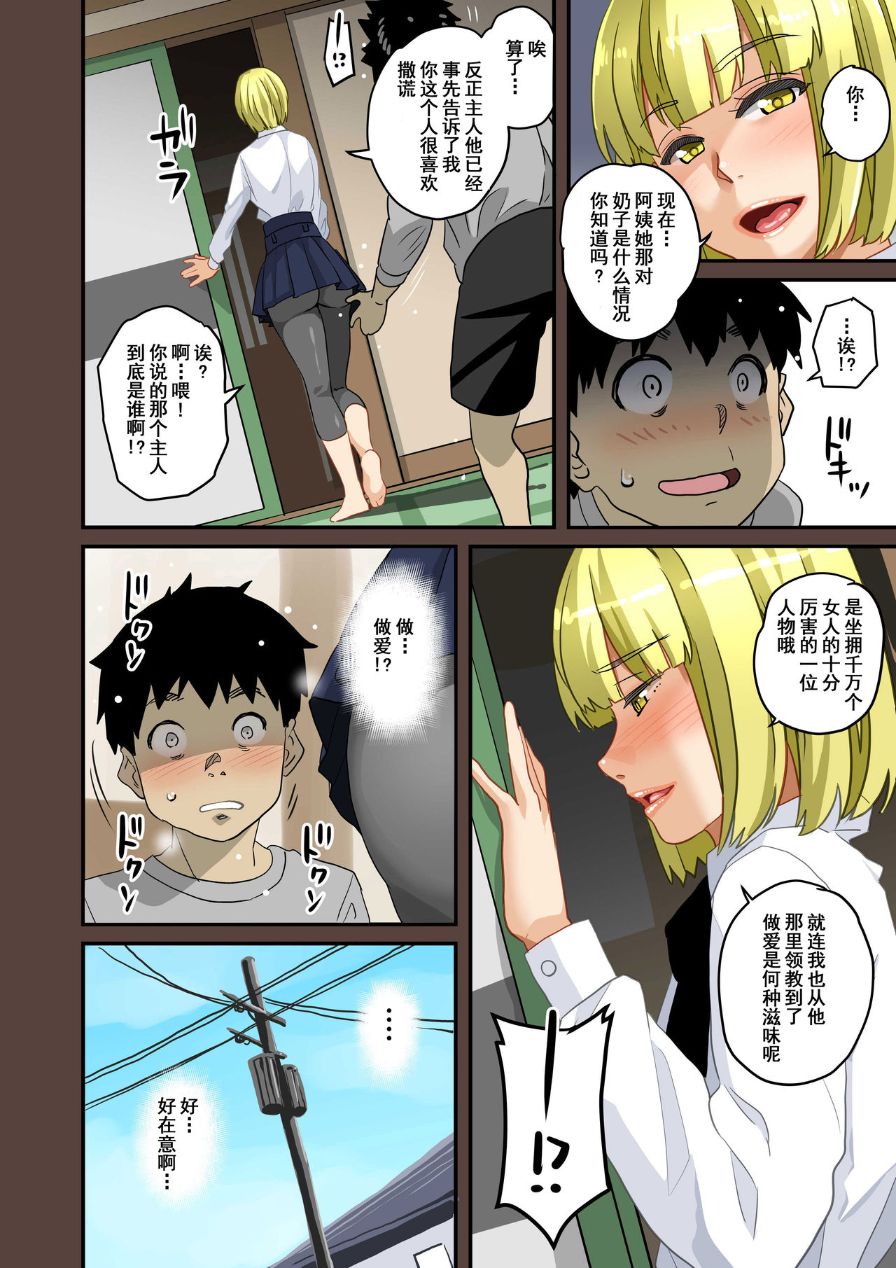 你…
现在…
阿姨她那对
奶子是什么情况
你知道吗?
…诶!?
ドキッ
唉
算了…
反正主人他已经
事先告诉了我
你这个人很喜欢
撒谎
!?
ガラ
诶?
啊…喂!
你说的那个主人
到底是谁啊!?
是坐拥千万个
女人的十分
厉害的一位
人物哦
就连我也从他
那里领教到了
做爱是何种滋味
呢
!?
做…
做爱!?
ドクン
ドクン
ドクン
…
好…
好在意啊…